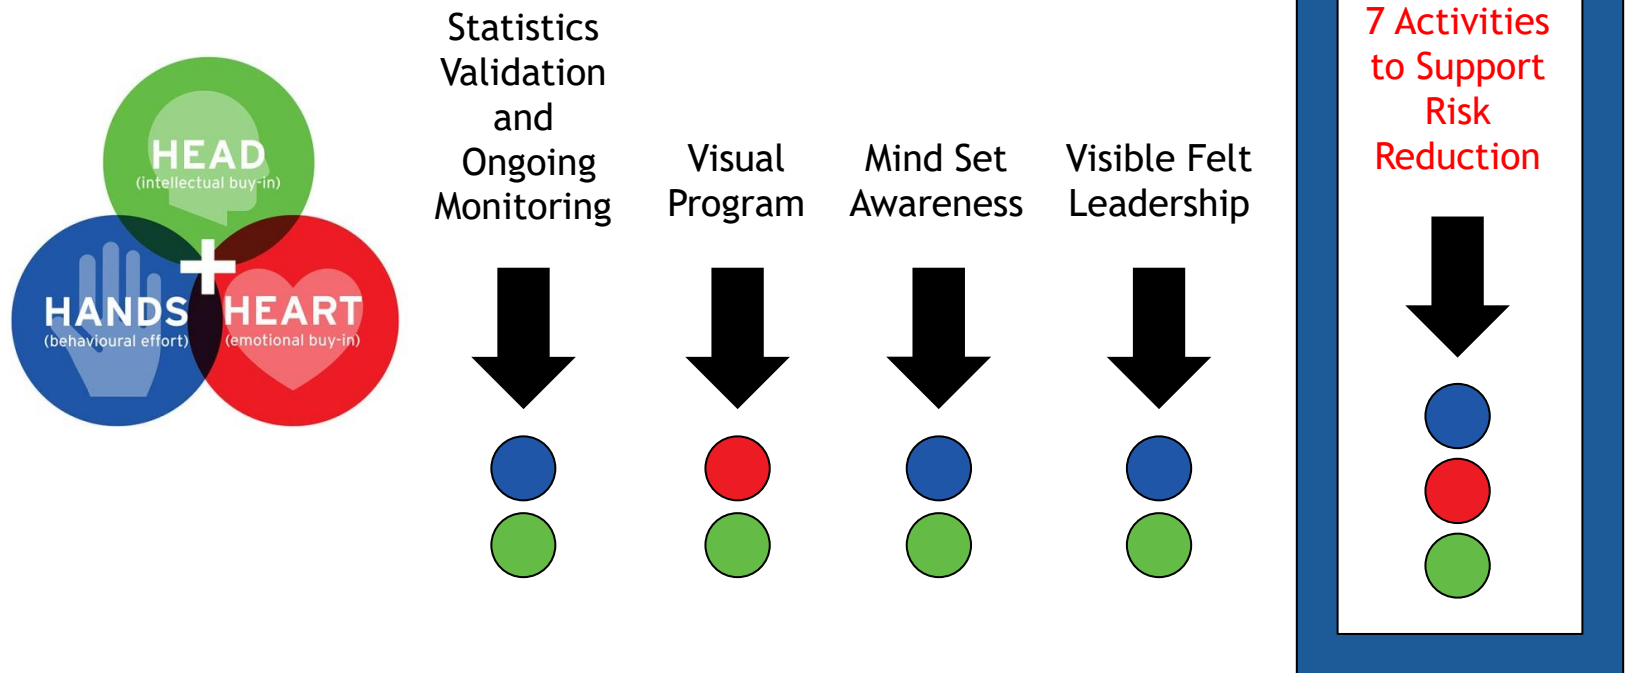 HEAD
(intellectual buy-in)
HANDS
(behavioural effort)
HEART
(emotional buy-in)
Statistics
Validation
and
Ongoing
Monitoring
Visual
Program
Mind Set
Awareness
Visible Felt
Leadership
7 Activities
to Support
Risk
Reduction